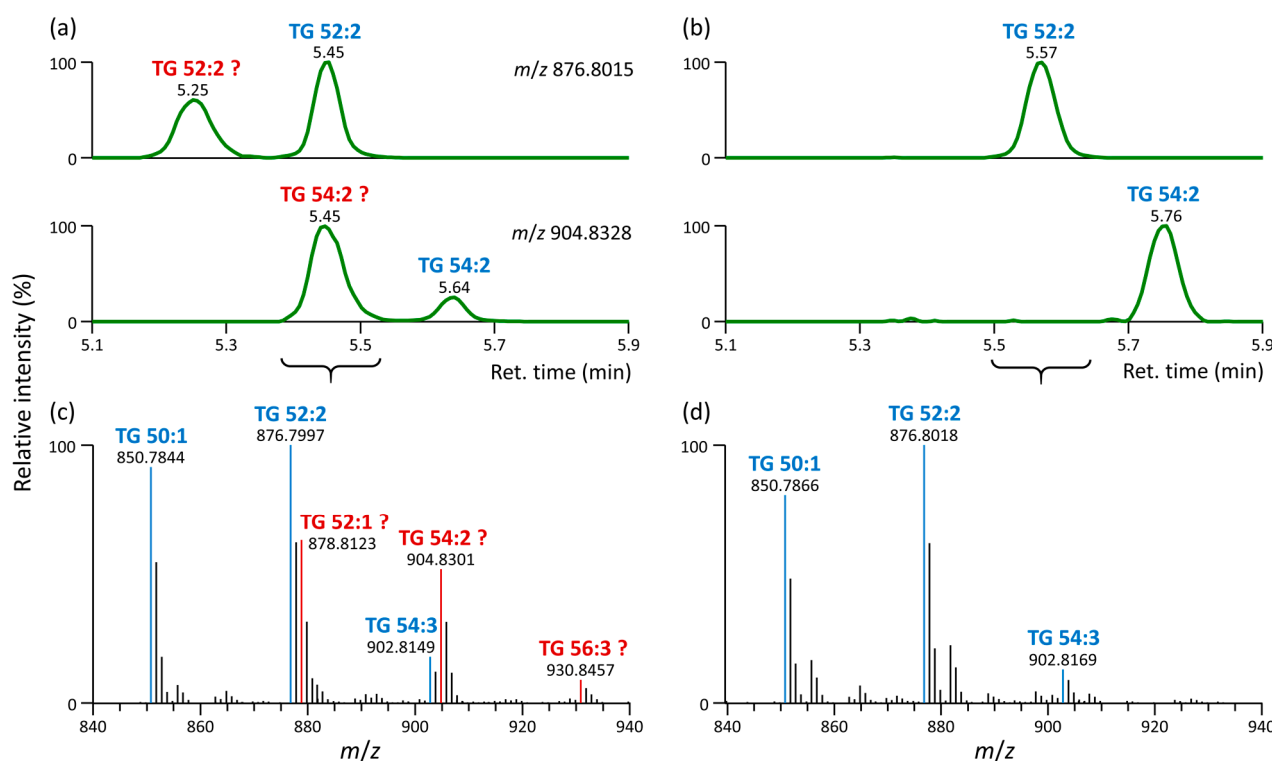 (a)
TG 52:2
5.45
TG 52:2 ?
5.25
m/z 876.8015
100
0
TG 54:2 ?
5.45
m/z 904.8328
TG 54:2
5.64
100
0
5.1 5.3 5.5 5.7 5.9
Ret. time (min)
(b)
TG 52:2
5.57
100
0
TG 54:2
5.76
100
0
5.1 5.3 5.5 5.7 5.9
Ret. time (min)
Relative intensity (%)
(c)
TG 52:2
876.7997
TG 50:1
850.7844
TG 52:1 ?
878.8123
TG 54:2 ?
904.8301
TG 54:3
902.8149
TG 56:3 ?
930.8457
100
0
840 860 880 900 920 940
m/z
(d)
TG 52:2
876.8018
TG 50:1
850.7866
TG 54:3
902.8169
100
0
840 860 880 900 920 940
m/z